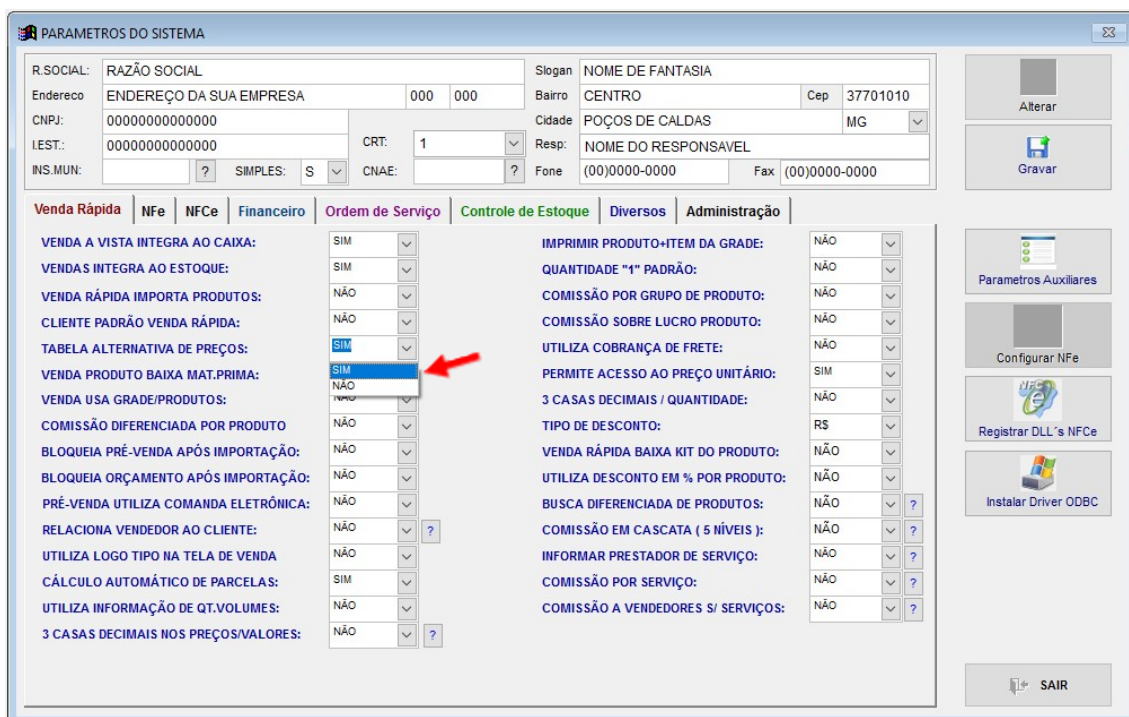 PARAMETROS DO SISTEMA
R.SOCIAL: RAZÃO SOCIAL Slogan NOME DE FANTASIA
Endereco ENDEREÇO DA SUA EMPRESA 000 000 Bairro CENTRO Cep 37701010
CNPJ: 00000000000000 Cidade POÇOS DE CALDAS MG
I.EST.: 00000000000000 CRT: 1 Resp: NOME DO RESPONSAVEL
INS.MUN: ? SIMPLES: S CNAE: ? Fone (00)0000-0000 Fax (00)0000-0000
Alterar
Gravar
Venda Rápida NFe NFCe Financeiro Ordem de Serviço Controle de Estoque Diversos Administração
VENDA A VISTA INTEGRA AO CAIXA: SIM
VENDAS INTEGRA AO ESTOQUE: SIM
VENDA RÁPIDA IMPORTA PRODUTOS: NÃO
CLIENTE PADRÃO VENDA RÁPIDA: NÃO
TABELA ALTERNATIVA DE PREÇOS: SIM
SIM
VENDA PRODUTO BAIXA MAT.PRIMA:
NÃO
VENDA USA GRADE/PRODUTOS: NÃO
COMISSÃO DIFERENCIADA POR PRODUTO NÃO
BLOQUEIA PRÉ-VENDA APÓS IMPORTAÇÃO: NÃO
BLOQUEIA ORÇAMENTO APÓS IMPORTAÇÃO: NÃO
PRÉ-VENDA UTILIZA COMANDA ELETRÔNICA: NÃO
RELACIONA VENDEDOR AO CLIENTE: NÃO ?
UTILIZA LOGO TIPO NA TELA DE VENDA NÃO
CÁLCULO AUTOMÁTICO DE PARCELAS: SIM
UTILIZA INFORMAÇÃO DE QT.VOLUMES: NÃO
3 CASAS DECIMAIS NOS PREÇOS/VALORES: NÃO ?
IMPRIMIR PRODUTO+ITEM DA GRADE: NÃO
QUANTIDADE "1" PADRÃO: NÃO
COMISSÃO POR GRUPO DE PRODUTO: NÃO
COMISSÃO SOBRE LUCRO PRODUTO: NÃO
UTILIZA COBRANÇA DE FRETE: NÃO
PERMITE ACESSO AO PREÇO UNITÁRIO: SIM
3 CASAS DECIMAIS / QUANTIDADE: NÃO
TIPO DE DESCONTO: R$
VENDA RÁPIDA BAIXA KIT DO PRODUTO: NÃO
UTILIZA DESCONTO EM % POR PRODUTO: NÃO
BUSCA DIFERENCIADA DE PRODUTOS: NÃO ?
COMISSÃO EM CASCATA ( 5 NÍVEIS ): NÃO ?
INFORMAR PRESTADOR DE SERVIÇO: NÃO ?
COMISSÃO POR SERVIÇO: NÃO ?
COMISSÃO A VENDEDORES S/ SERVIÇOS: NÃO ?
Parametros Auxiliares
Configurar NFe
NFC e
Registrar DLL´s NFCe
Instalar Driver ODBC
SAIR